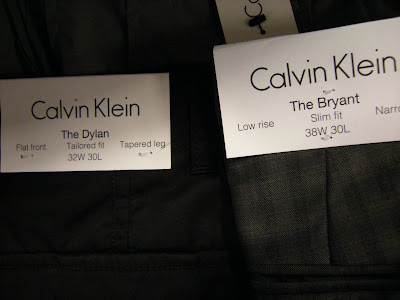 Calvin Klein
The Dylan
Flat front Tailored fit Tapered leg
32W 30L
Calvin Klein
The Bryant
Low rise Slim fit
38W 30L